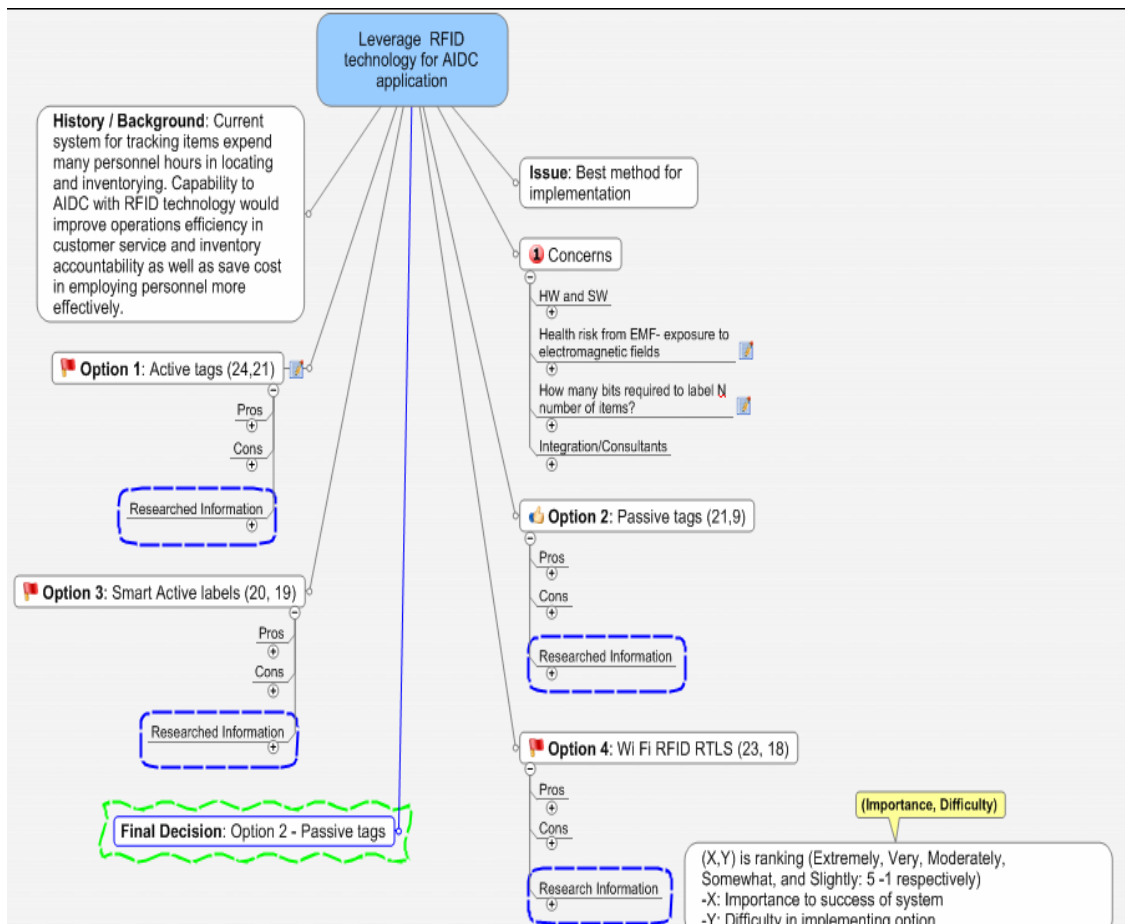 Leverage RFID
technology for AIDC
application
History / Background: Current
system for tracking items expend
many personnel hours in locating
and inventorying. Capability to
AIDC with RFID technology would
improve operations efficiency in
customer service and inventory
accountability as well as save cost
in employing personnel more
effectively.
Issue: Best method for
implementation
1 Concerns
HW and SW
Health risk from EMF- exposure to
electromagnetic fields
How many bits required to label N
number of items?
Integration/Consultants
Option 1: Active tags (24,21)
Pros
Cons
Researched Information
Option 2: Passive tags (21,9)
Pros
Cons
Researched Information
Option 3: Smart Active labels (20, 19)
Pros
Cons
Researched Information
Option 4: Wi Fi RFID RTLS (23, 18)
Pros
Cons
Research Information
Final Decision: Option 2 - Passive tags
(Importance, Difficulty)
(X,Y) is ranking (Extremely, Very, Moderately,
Somewhat, and Slightly: 5 -1 respectively)
-X: Importance to success of system
-Y: Difficulty in implementing option